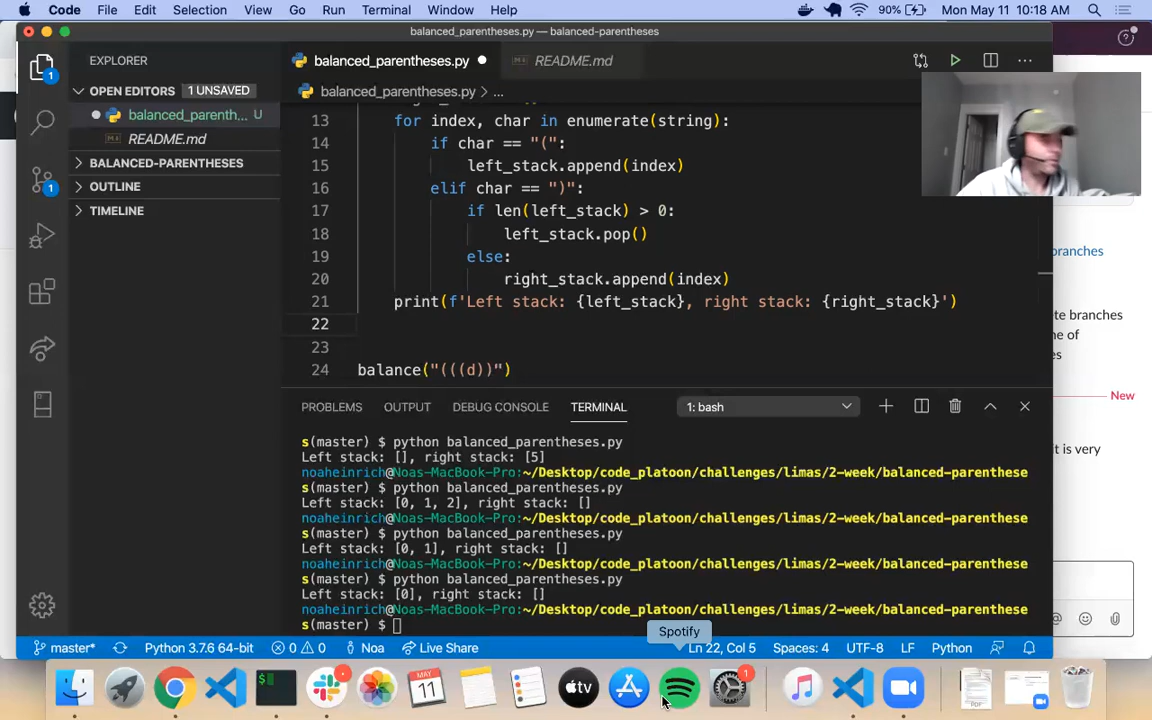 Code File Edit Selection View Go Run Terminal Window Help 90% Mon May 11 10:18 AM
balanced_parentheses.py — balanced-parentheses
EXPLORER
balanced_parentheses.py
README.md
OPEN EDITORS 1 UNSAVED
balanced_parentheses.py > ...
balanced_parenth... U
README.md
BALANCED-PARENTHESES
OUTLINE
TIMELINE
1
1
13 for index, char in enumerate(string):
14 if char == "(":
15 left_stack.append(index)
16 elif char == ")":
17 if len(left_stack) > 0:
18 left_stack.pop()
19 else:
20 right_stack.append(index)
21 print(f'Left stack: {left_stack}, right stack: {right_stack}')
22
23
24 balance("(((d))")
branches
ete branches
ne of
es
New
it is very
PROBLEMS OUTPUT DEBUG CONSOLE TERMINAL 1: bash
s(master) $ python balanced_parentheses.py
Left stack: [], right stack: [5]
noaheinrich@Noas-MacBook-Pro:~/Desktop/code_platoon/challenges/limas/2-week/balanced-parenthese
s(master) $ python balanced_parentheses.py
Left stack: [0, 1, 2], right stack: []
noaheinrich@Noas-MacBook-Pro:~/Desktop/code_platoon/challenges/limas/2-week/balanced-parenthese
s(master) $ python balanced_parentheses.py
Left stack: [0, 1], right stack: []
noaheinrich@Noas-MacBook-Pro:~/Desktop/code_platoon/challenges/limas/2-week/balanced-parenthese
s(master) $ python balanced_parentheses.py
Left stack: [0], right stack: []
noaheinrich@Noas-MacBook-Pro:~/Desktop/code_platoon/challenges/limas/2-week/balanced-parenthese
s(master) $
Spotify
master* Python 3.7.6 64-bit 0 0 Noa Live Share Ln 22, Col 5 Spaces: 4 UTF-8 LF Python
MAY
11
tv
1
PDF